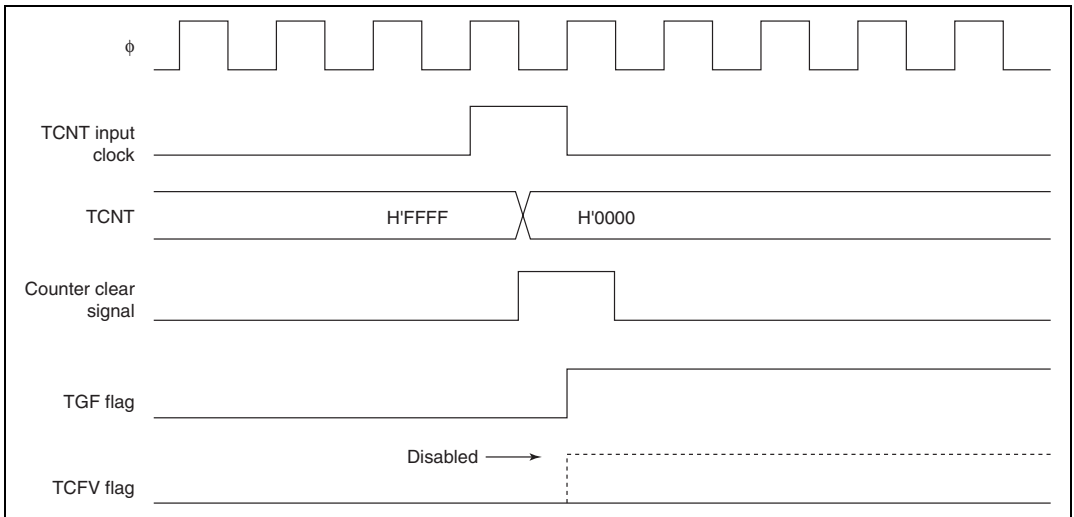 ϕ
TCNT input
clock
TCNT
H'FFFF
H'0000
Counter clear
signal
TGF flag
Disabled
TCFV flag